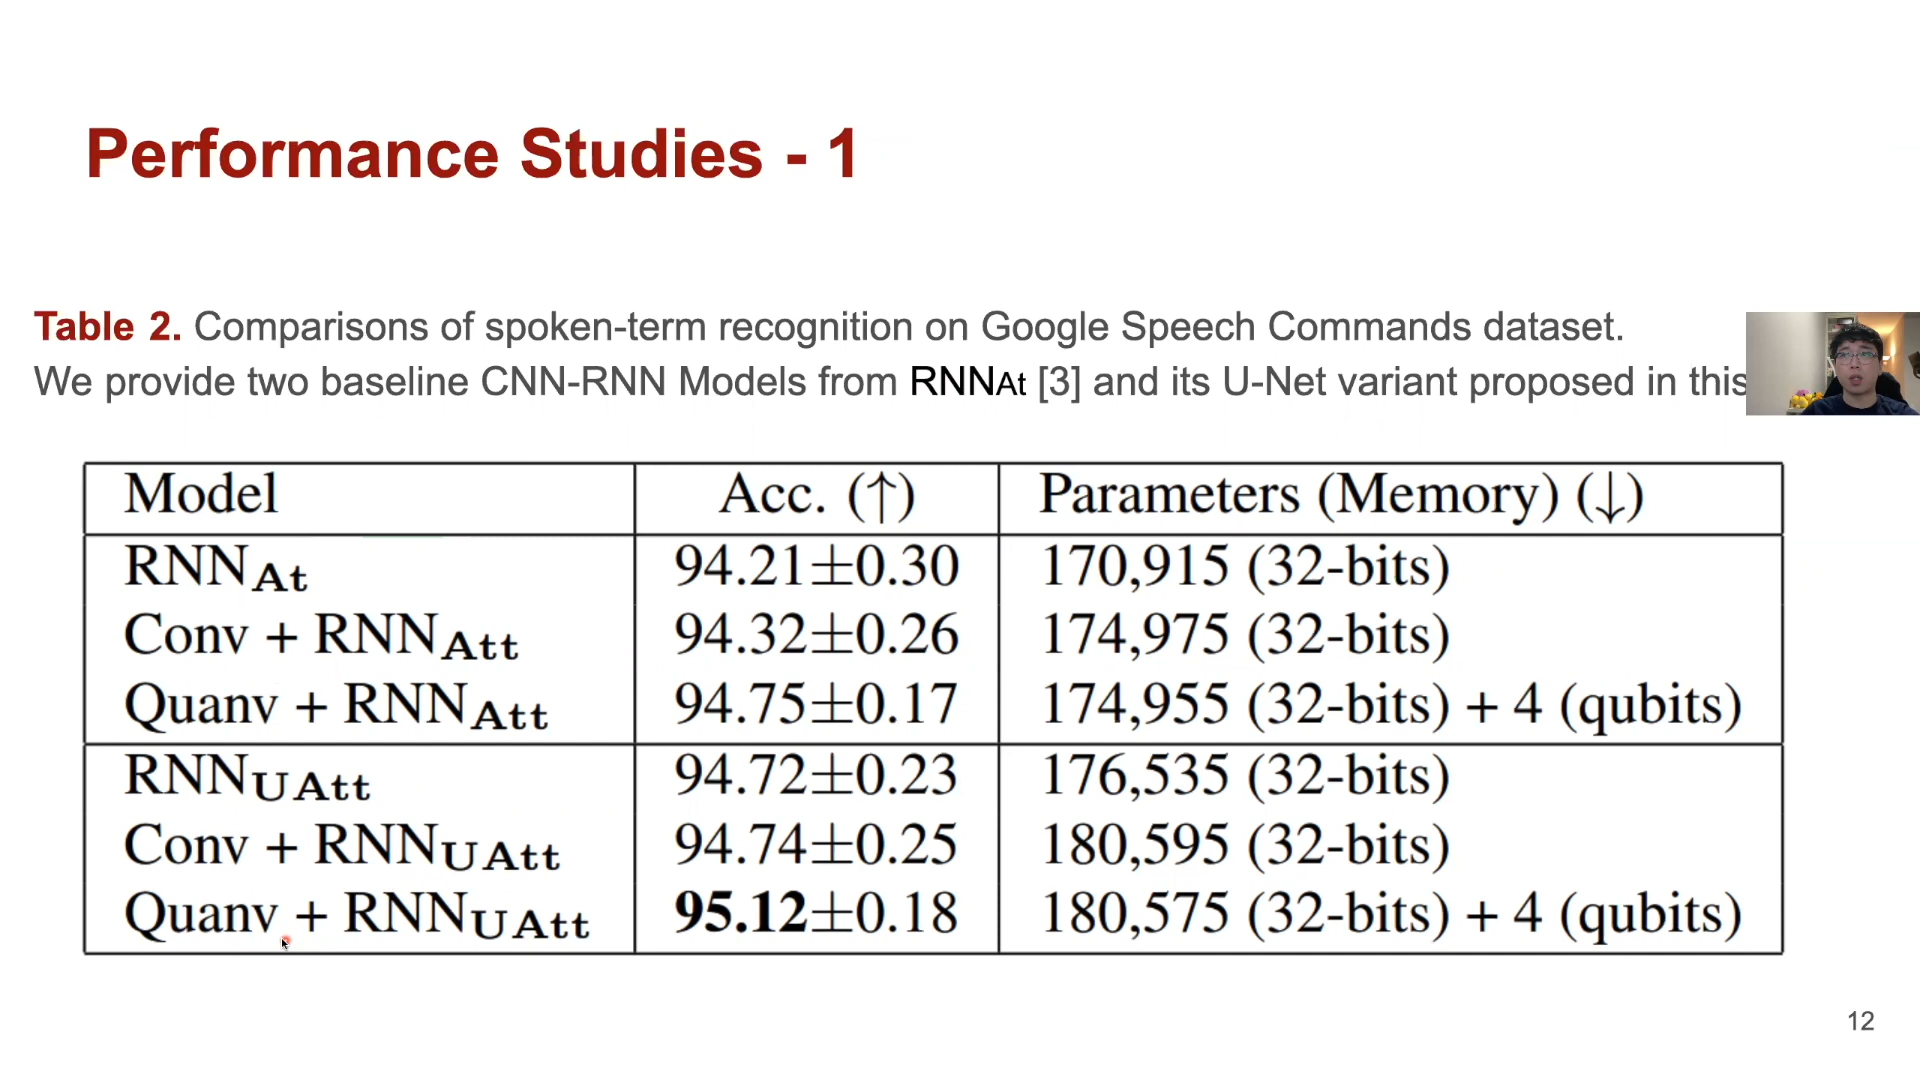 Performance Studies - 1
Table 2. Comparisons of spoken-term recognition on Google Speech Commands dataset.
We provide two baseline CNN-RNN Models from RNNAt [3] and its U-Net variant proposed in this
Model Acc. (↑) Parameters (Memory) (↓)
RNNAt 94.21±0.30 170,915 (32-bits)
Conv + RNNAtt 94.32±0.26 174,975 (32-bits)
Quanv + RNNAtt 94.75±0.17 174,955 (32-bits) + 4 (qubits)
RNNUAtt 94.72±0.23 176,535 (32-bits)
Conv + RNNUAtt 94.74±0.25 180,595 (32-bits)
Quanv + RNNUAtt 95.12±0.18 180,575 (32-bits) + 4 (qubits)
12